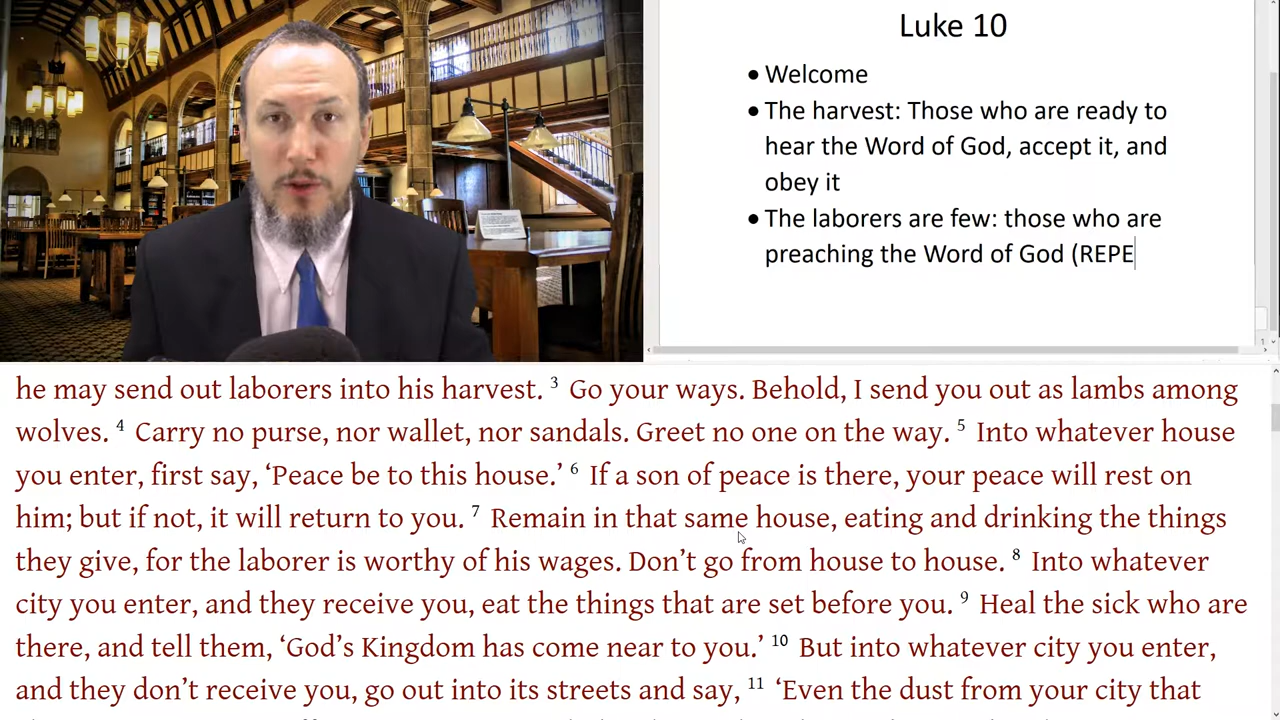 Luke 10
• Welcome
• The harvest: Those who are ready to
hear the Word of God, accept it, and
obey it
• The laborers are few: those who are
preaching the Word of God (REPE
he may send out laborers into his harvest. 3 Go your ways. Behold, I send you out as lambs among
wolves. 4 Carry no purse, nor wallet, nor sandals. Greet no one on the way. 5 Into whatever house
you enter, first say, ‘Peace be to this house.’ 6 If a son of peace is there, your peace will rest on
him; but if not, it will return to you. 7 Remain in that same house, eating and drinking the things
they give, for the laborer is worthy of his wages. Don’t go from house to house. 8 Into whatever
city you enter, and they receive you, eat the things that are set before you. 9 Heal the sick who are
there, and tell them, ‘God’s Kingdom has come near to you.’ 10 But into whatever city you enter,
and they don’t receive you, go out into its streets and say, 11 ‘Even the dust from your city that